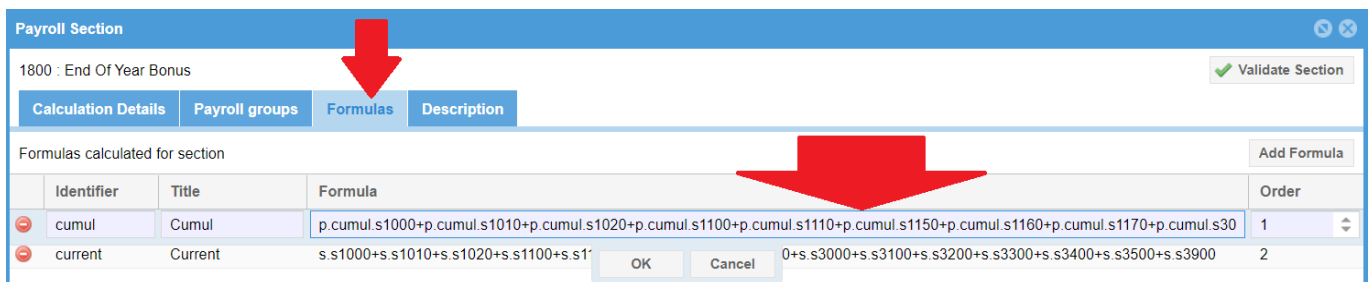 Payroll Section
1800 : End Of Year Bonus
Validate Section
Calculation Details Payroll groups Formulas Description
Formulas calculated for section
Add Formula
Identifier Title Formula Order
cumul Cumul p.cumul.s1000+p.cumul.s1010+p.cumul.s1020+p.cumul.s1100+p.cumul.s1110+p.cumul.s1150+p.cumul.s1160+p.cumul.s1170+p.cumul.s30 1
current Current s.s1000+s.s1010+s.s1020+s.s1100+s.s11 0+s.s3000+s.s3100+s.s3200+s.s3300+s.s3400+s.s3500+s.s3900 2
OK Cancel